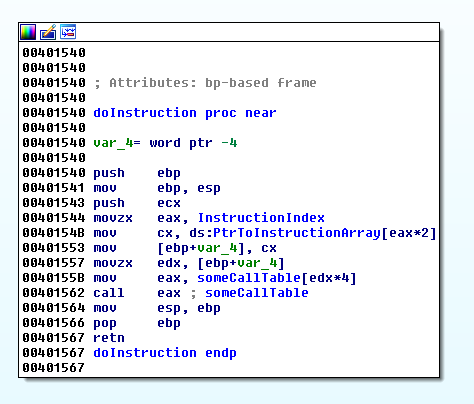 00401540
00401540
00401540 ; Attributes: bp-based frame
00401540
00401540 doInstruction proc near
00401540
00401540 var_4= word ptr -4
00401540
00401540 push    ebp
00401541 mov     ebp, esp
00401543 push    ecx
00401544 movzx   eax, InstructionIndex
0040154B mov     cx, ds:PtrToInstructionArray[eax*2]
00401553 mov     [ebp+var_4], cx
00401557 movzx   edx, [ebp+var_4]
0040155B mov     eax, someCallTable[edx*4]
00401562 call    eax ; someCallTable
00401564 mov     esp, ebp
00401566 pop     ebp
00401567 retn
00401567 doInstruction endp
00401567